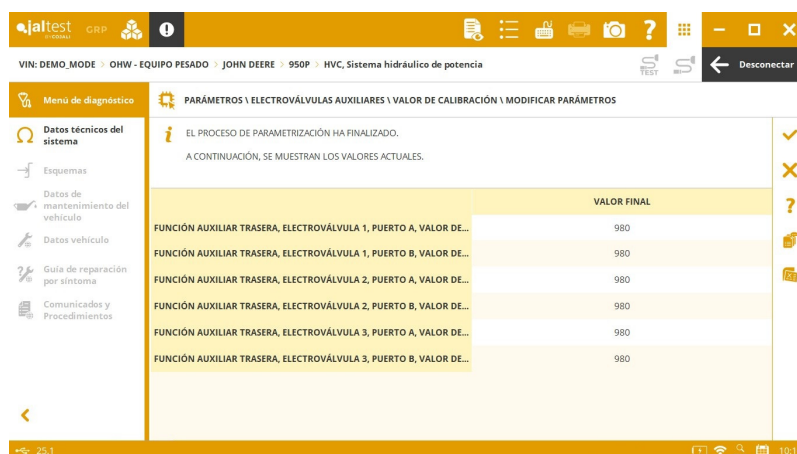 jaltest GRP
BY COJALI
VIN: DEMO_MODE > OHW - EQUIPO PESADO > JOHN DEERE > 950P > HVC, Sistema hidráulico de potencia
TEST
Desconectar
Menú de diagnóstico
PARÁMETROS \ ELECTROVÁLVULAS AUXILIARES \ VALOR DE CALIBRACIÓN \ MODIFICAR PARÁMETROS
Datos técnicos del
sistema
Esquemas
Datos de
mantenimiento del
vehículo
Datos vehículo
Guía de reparación
por síntoma
Comunicados y
Procedimientos
EL PROCESO DE PARAMETRIZACIÓN HA FINALIZADO.
A CONTINUACIÓN, SE MUESTRAN LOS VALORES ACTUALES.
VALOR FINAL
FUNCIÓN AUXILIAR TRASERA, ELECTROVÁLVULA 1, PUERTO A, VALOR DE... 980
FUNCIÓN AUXILIAR TRASERA, ELECTROVÁLVULA 1, PUERTO B, VALOR DE... 980
FUNCIÓN AUXILIAR TRASERA, ELECTROVÁLVULA 2, PUERTO A, VALOR DE... 980
FUNCIÓN AUXILIAR TRASERA, ELECTROVÁLVULA 2, PUERTO B, VALOR DE... 980
FUNCIÓN AUXILIAR TRASERA, ELECTROVÁLVULA 3, PUERTO A, VALOR DE... 980
FUNCIÓN AUXILIAR TRASERA, ELECTROVÁLVULA 3, PUERTO B, VALOR DE... 980
25.1